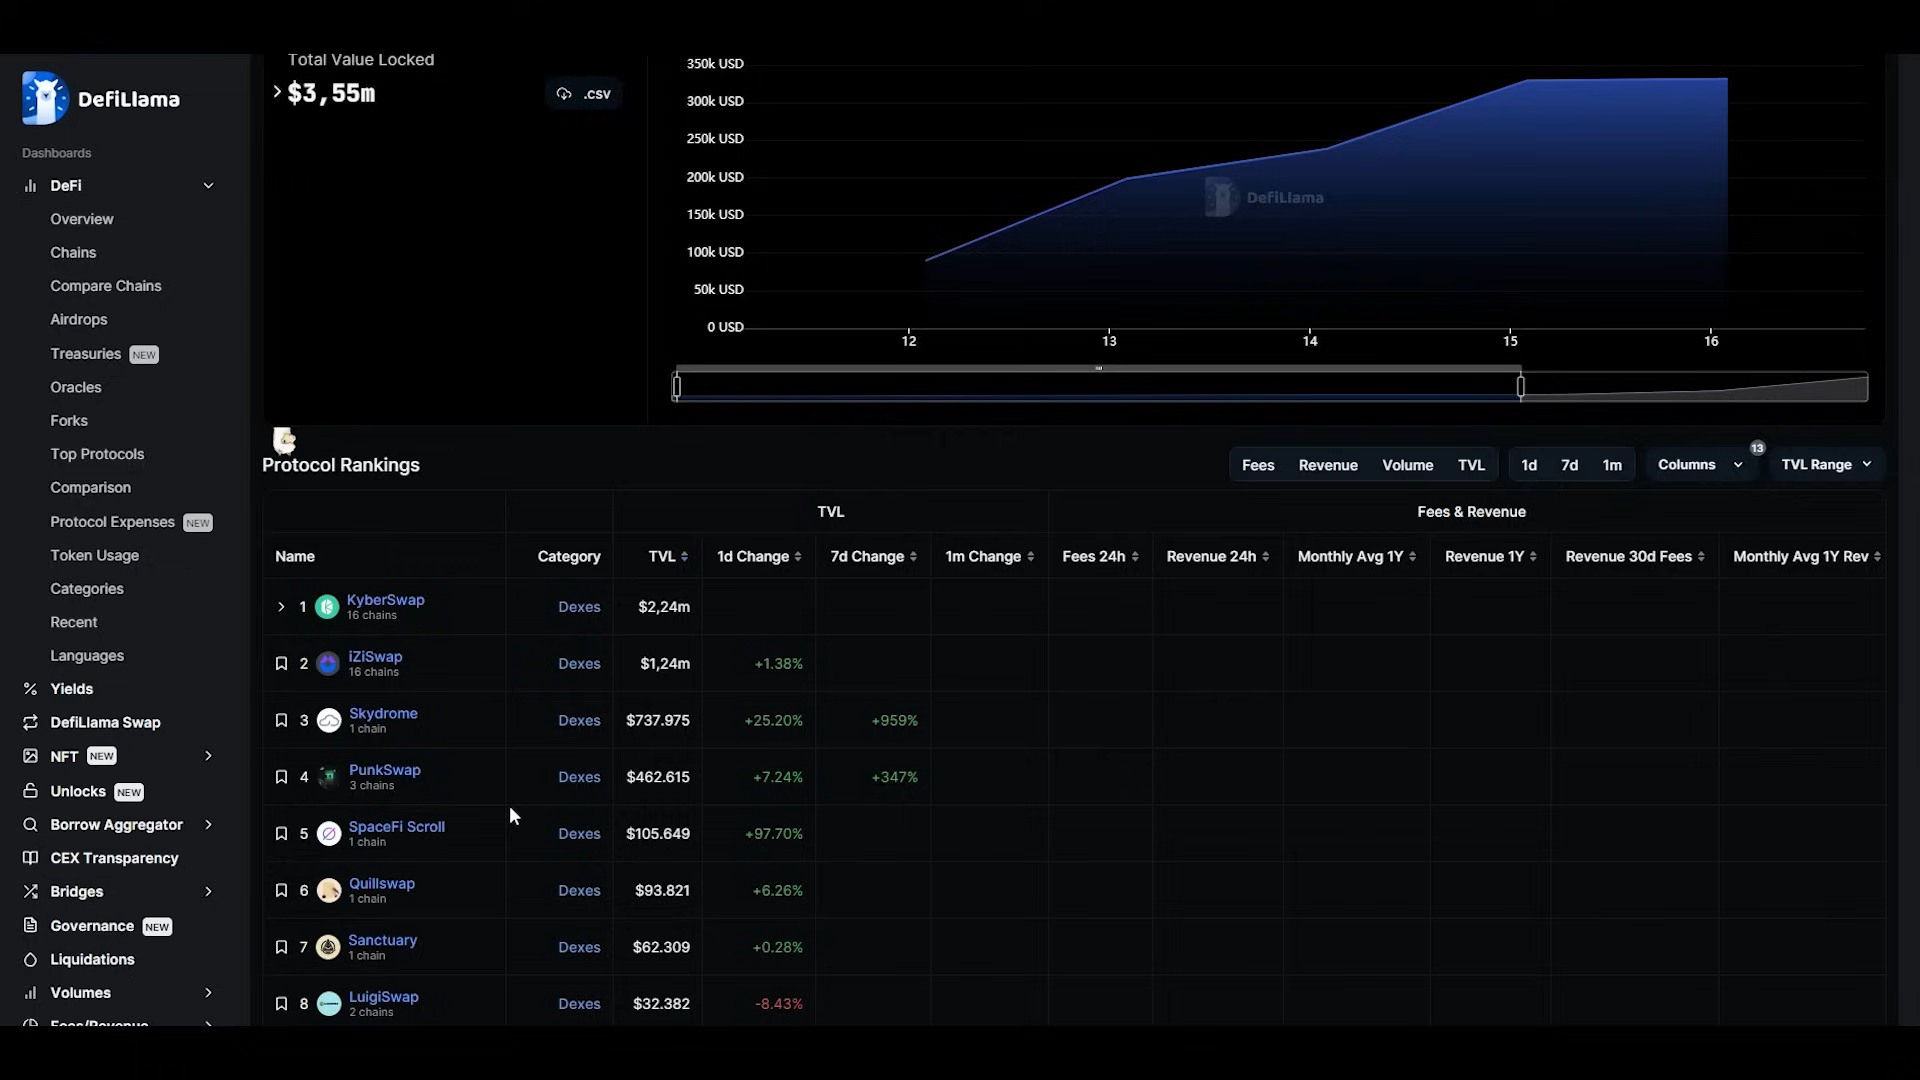 DefiLlama
Dashboards
DeFi
Overview
Chains
Compare Chains
Airdrops
Treasuries NEW
Oracles
Forks
Top Protocols
Comparison
Protocol Expenses NEW
Token Usage
Categories
Recent
Languages
Yields
DefiLlama Swap
NFT NEW
Unlocks NEW
Borrow Aggregator
CEX Transparency
Bridges
Governance NEW
Liquidations
Volumes
Fees/Revenue
Total Value Locked
$3,55m
.csv
350k USD
300k USD
250k USD
200k USD
150k USD
100k USD
50k USD
0 USD
DefiLlama
12 13 14 15 16
Protocol Rankings
Fees Revenue Volume TVL
1d 7d 1m
Columns 13
TVL Range
TVL Fees & Revenue
Name Category TVL 1d Change 7d Change 1m Change Fees 24h Revenue 24h Monthly Avg 1Y Revenue 1Y Revenue 30d Fees Monthly Avg 1Y Rev
1 KyberSwap Dexes $2,24m
16 chains
2 iZiSwap Dexes $1,24m +1.38%
16 chains
3 Skydrome Dexes $737.975 +25.20% +959%
1 chain
4 PunkSwap Dexes $462.615 +7.24% +347%
3 chains
5 SpaceFi Scroll Dexes $105.649 +97.70%
1 chain
6 Quillswap Dexes $93.821 +6.26%
1 chain
7 Sanctuary Dexes $62.309 +0.28%
1 chain
8 LuigiSwap Dexes $32.382 -8.43%
2 chains